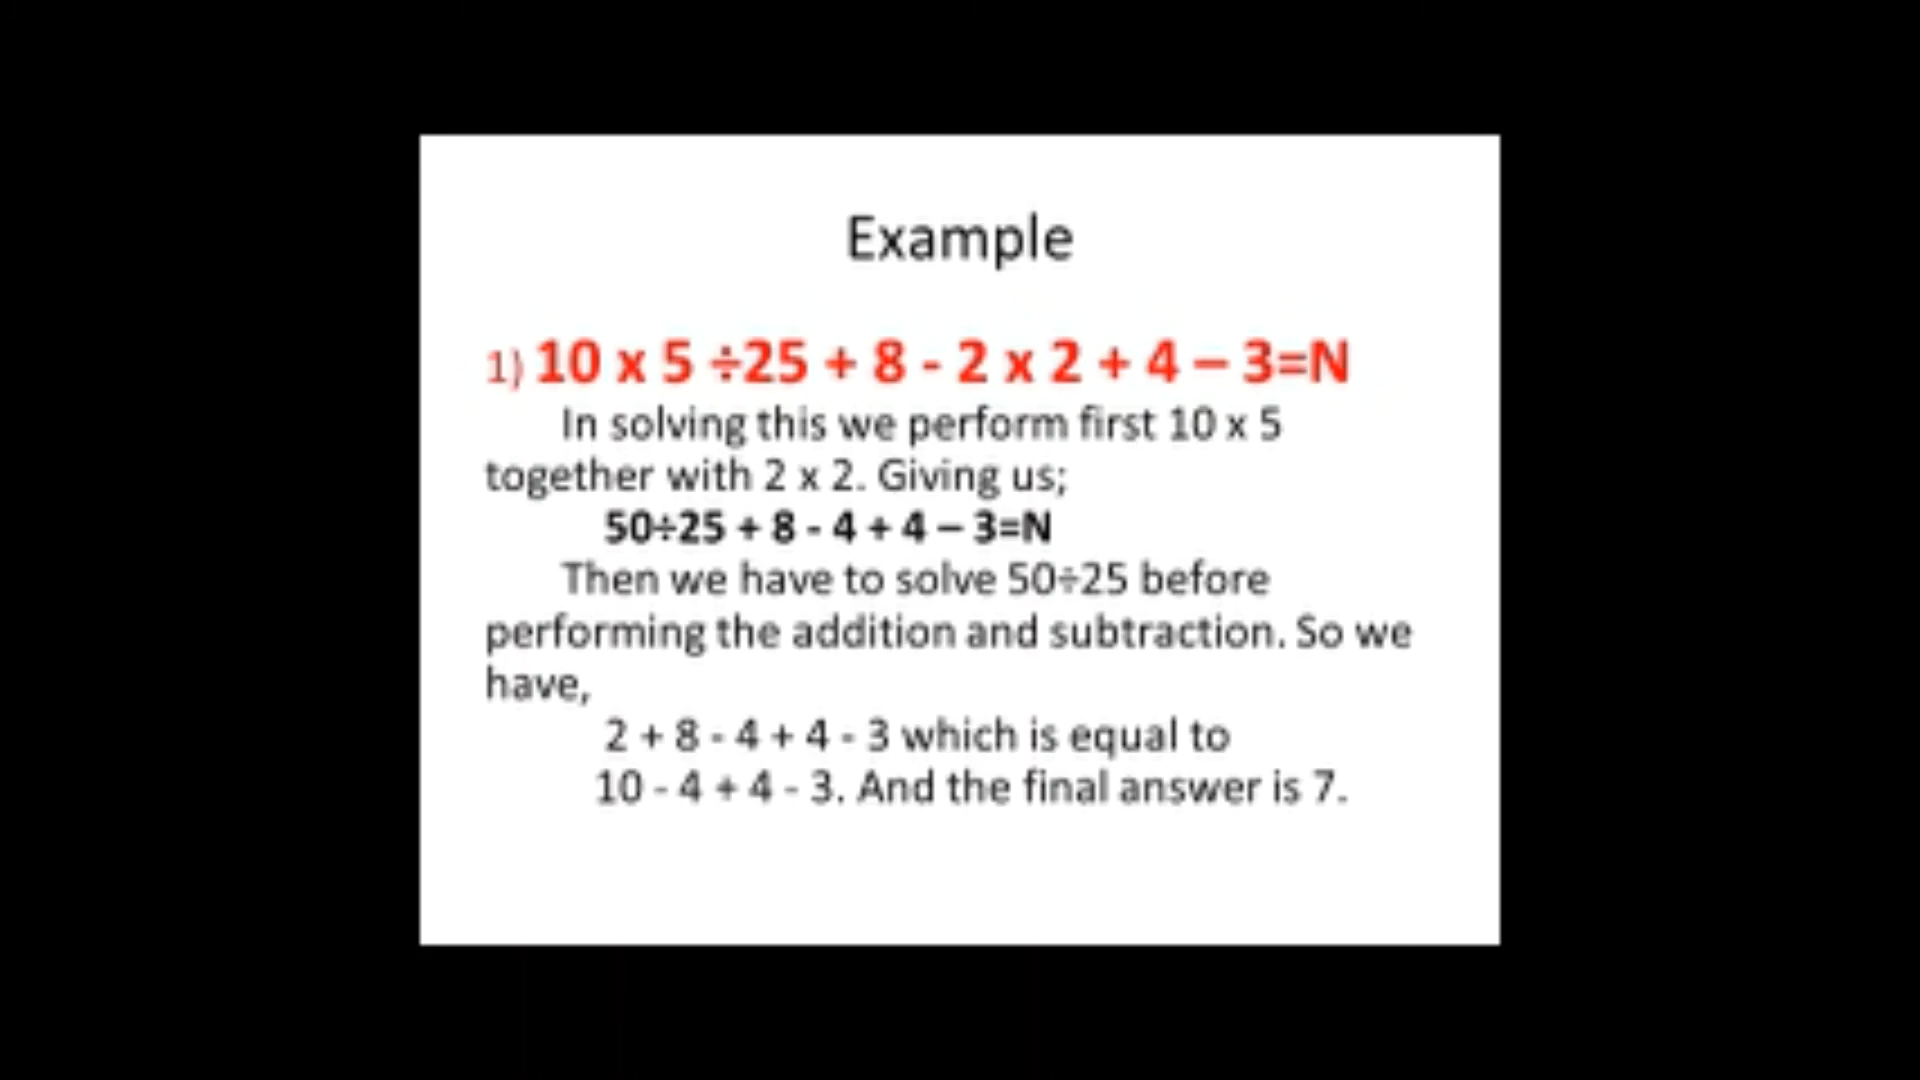 Example
1) 10 x 5 ÷25 + 8 - 2 x 2 + 4 – 3=N
In solving this we perform first 10 x 5
together with 2 x 2. Giving us;
50÷25 + 8 - 4 + 4 – 3=N
Then we have to solve 50÷25 before
performing the addition and subtraction. So we
have,
2 + 8 - 4 + 4 - 3 which is equal to
10 - 4 + 4 - 3. And the final answer is 7.